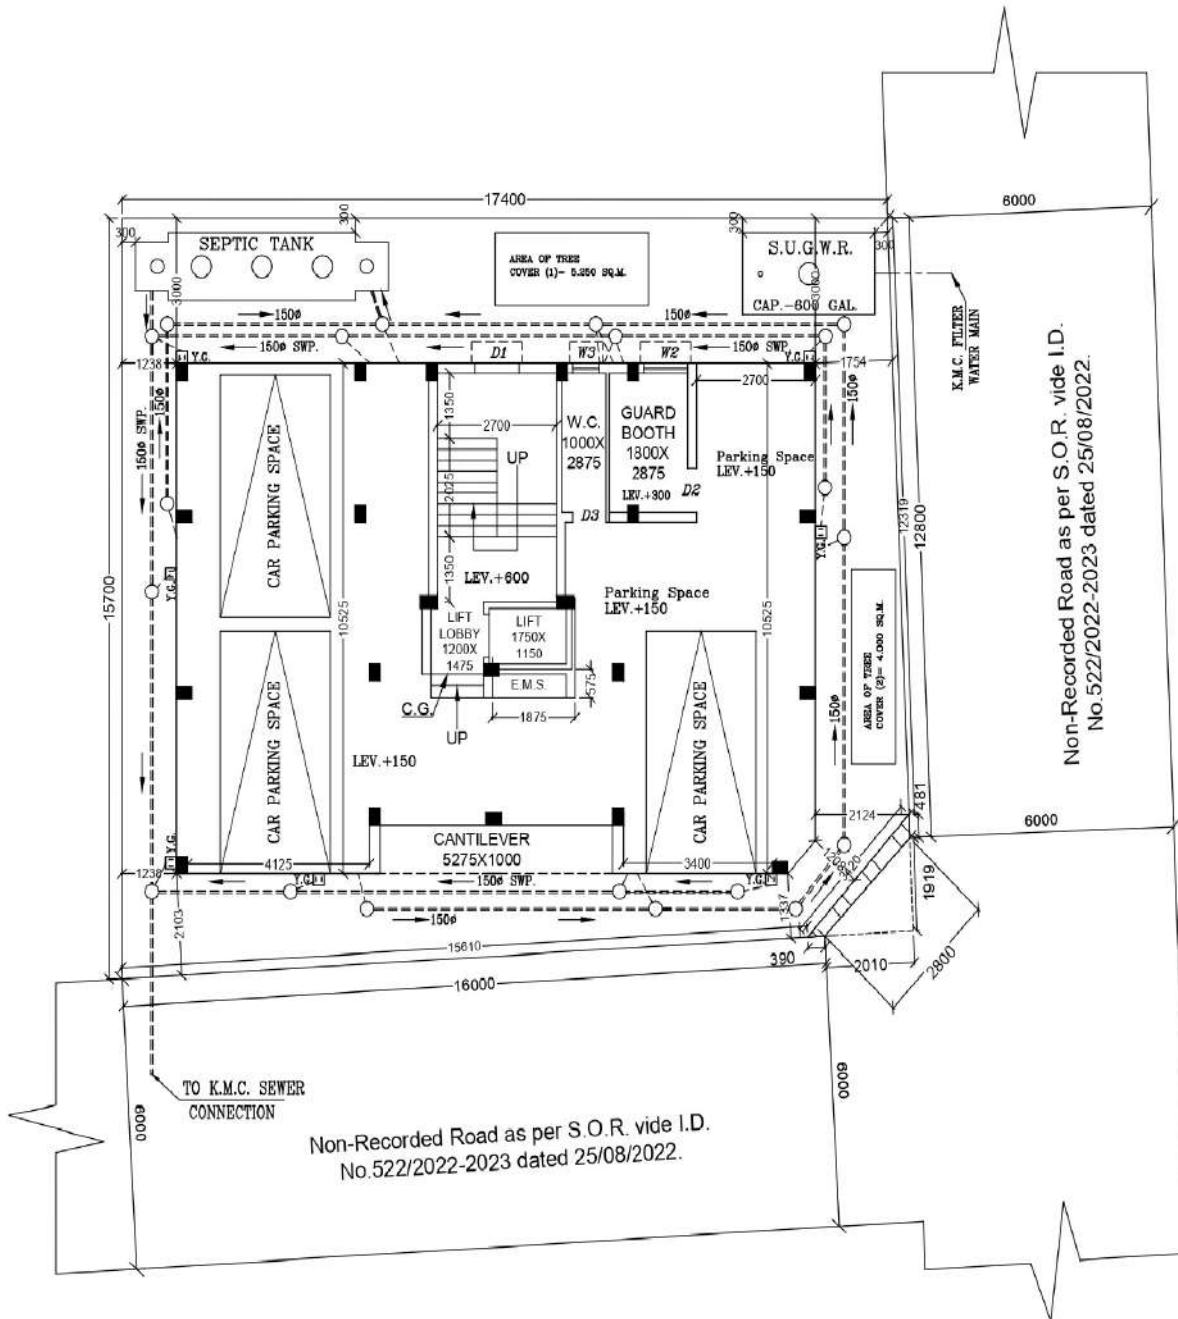 17400
6000
300
300
300
300
SEPTIC TANK
AREA OF TREE
COVER (1)- 5.250 SQ.M.
S.U.G.W.R.
3000
CAP.-600 GAL.
K.M.C. FILTER
WATER MAIN
150ø
150ø
150ø SWP.
150ø SWP.
Y.G.
D1
W3
W2
Y.G.
1238
1754
2700
150ø SWP.
150ø
150ø
CAR PARKING SPACE
1350
2700
W.C.
1000X
2875
GUARD
BOOTH
1800X
2875
LEV.+300
Parking Space
LEV.+150
UP
2025
D2
D3
Y.G.
12319
12800
Non-Recorded Road as per S.O.R. vide I.D.
No.522/2022-2023 dated 25/08/2022.
1350
LEV.+600
Y.G.
15700
10525
10525
Parking Space
LEV.+150
LIFT
LOBBY
1200X
1475
LIFT
1750X
1150
E.M.S.
575
1875
C.G.
UP
CAR PARKING SPACE
CAR PARKING SPACE
AREA OF TREE
COVER (2)= 4.000 SQ.M.
150ø
LEV.+150
481
2124
6000
CANTILEVER
5275X1000
Y.G.
4125
3400
1238
Y.G.
150ø SWP.
Y.G.
1919
150ø
1337
2103
15610
390
2010
2800
16000
TO K.M.C. SEWER
CONNECTION
6000
6000
Non-Recorded Road as per S.O.R. vide I.D.
No.522/2022-2023 dated 25/08/2022.